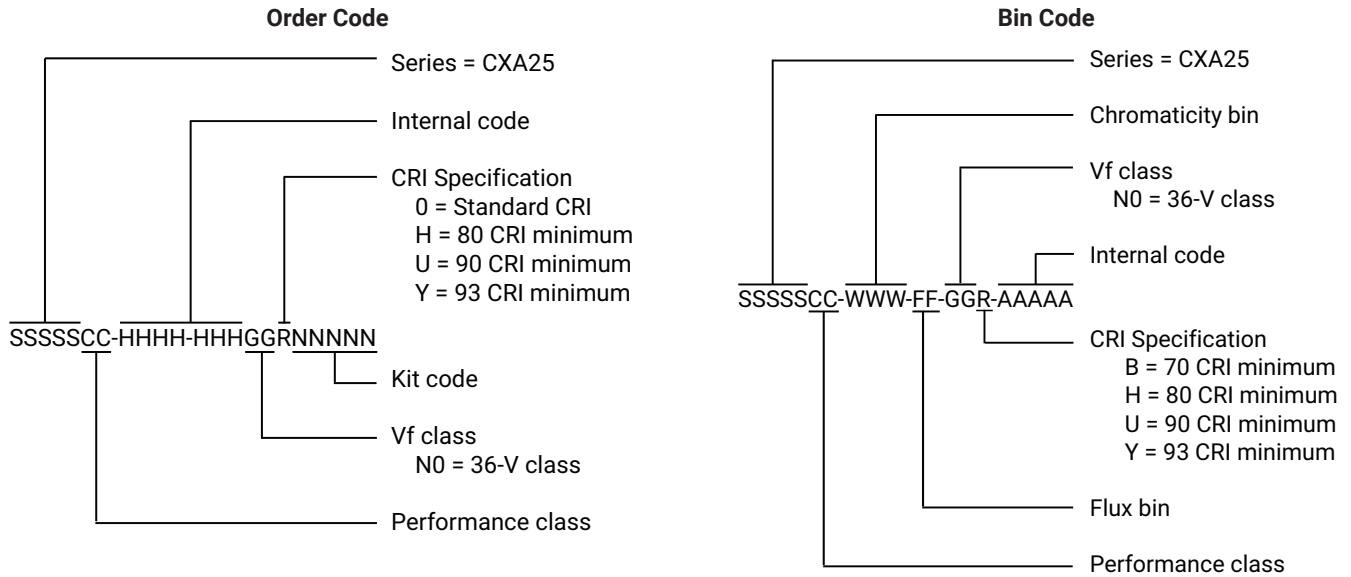 Order Code
Series = CXA25
Internal code
CRI Specification
0 = Standard CRI
H = 80 CRI minimum
U = 90 CRI minimum
Y = 93 CRI minimum
SSSSSCC-HHHH-HHHGGRNNNNN
Kit code
Vf class
N0 = 36-V class
Performance class
Bin Code
Series = CXA25
Chromaticity bin
Vf class
N0 = 36-V class
Internal code
SSSSSCC-WWW-FF-GGR-AAAAA
CRI Specification
B = 70 CRI minimum
H = 80 CRI minimum
U = 90 CRI minimum
Y = 93 CRI minimum
Flux bin
Performance class